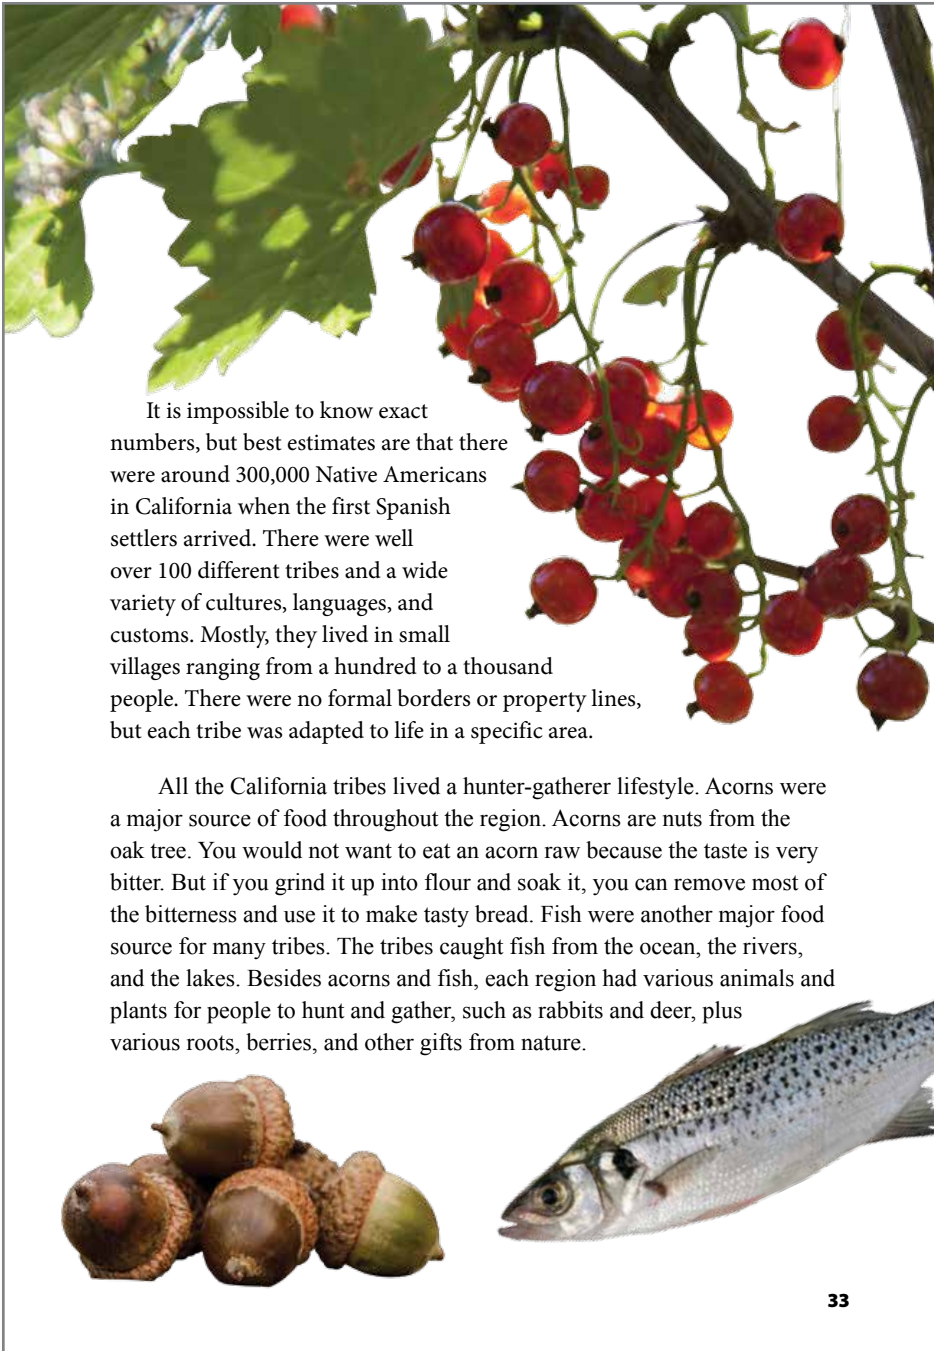 It is impossible to know exact
numbers, but best estimates are that there
were around 300,000 Native Americans
in California when the first Spanish
settlers arrived. There were well
over 100 different tribes and a wide
variety of cultures, languages, and
customs. Mostly, they lived in small
villages ranging from a hundred to a thousand
people. There were no formal borders or property lines,
but each tribe was adapted to life in a specific area.
All the California tribes lived a hunter-gatherer lifestyle. Acorns were
a major source of food throughout the region. Acorns are nuts from the
oak tree. You would not want to eat an acorn raw because the taste is very
bitter. But if you grind it up into flour and soak it, you can remove most of
the bitterness and use it to make tasty bread. Fish were another major food
source for many tribes. The tribes caught fish from the ocean, the rivers,
and the lakes. Besides acorns and fish, each region had various animals and
plants for people to hunt and gather, such as rabbits and deer, plus
various roots, berries, and other gifts from nature.
33